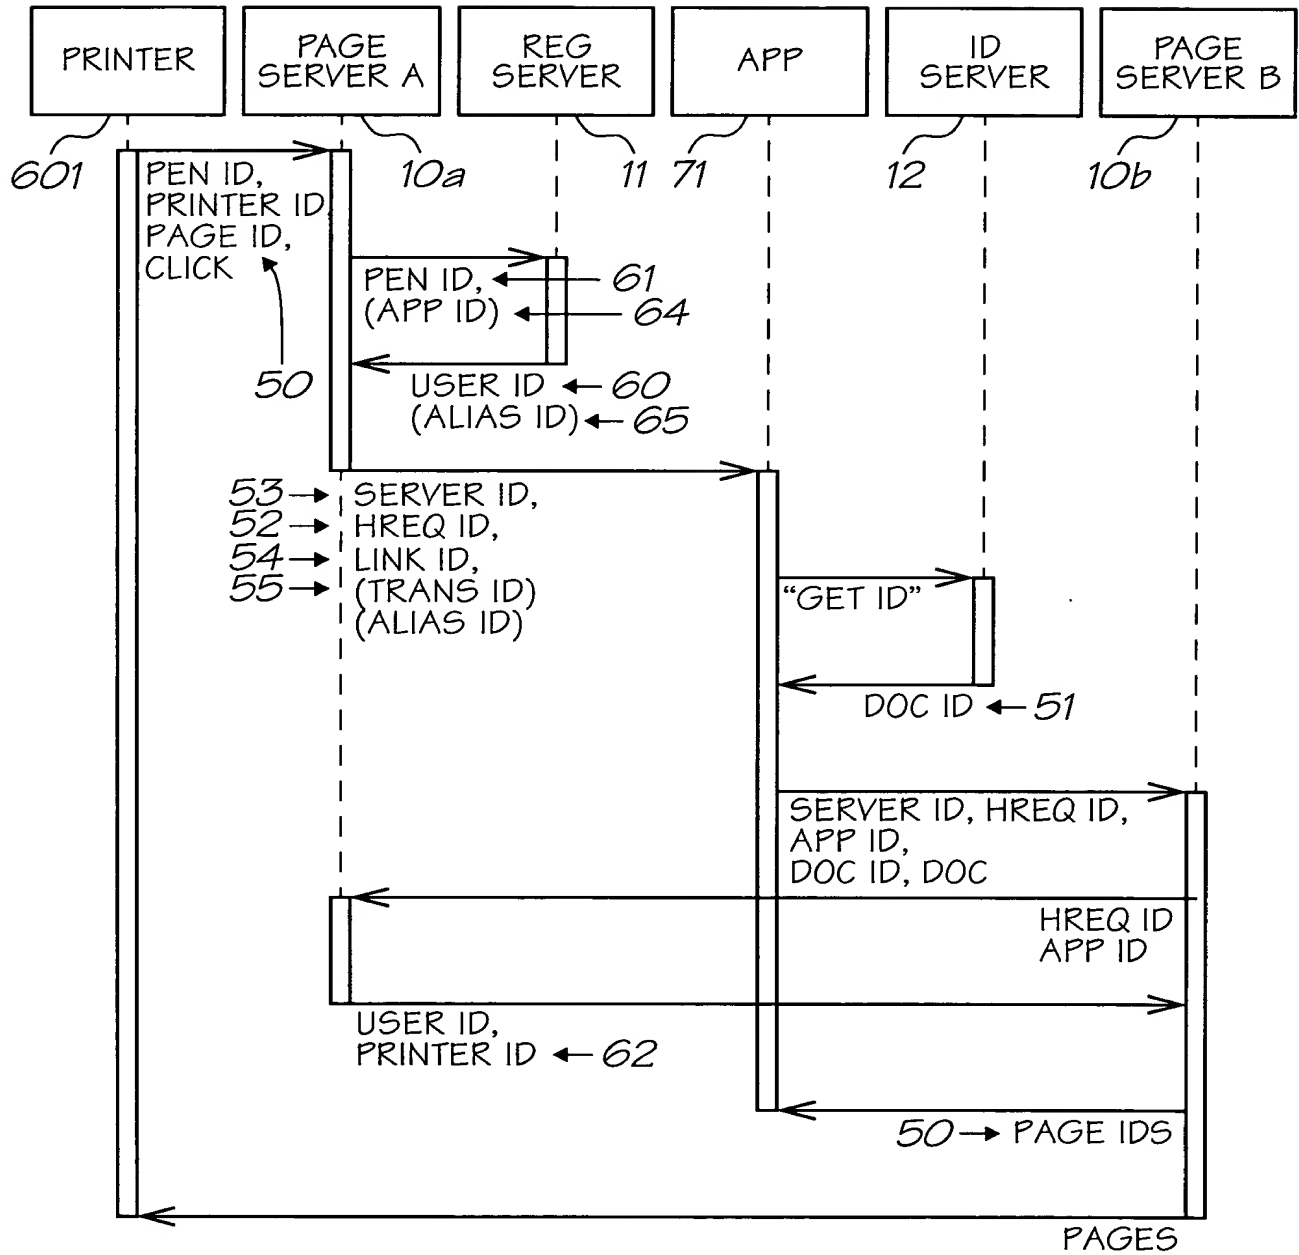 PRINTER
PAGE
SERVER A
REG
SERVER
APP
ID
SERVER
PAGE
SERVER B
601
10a
11
71
12
10b
PEN ID,
PRINTER ID
PAGE ID,
CLICK
50
PEN ID,
61
(APP ID)
64
USER ID
60
(ALIAS ID)
65
53
SERVER ID,
52
HREQ ID,
54
LINK ID,
55
(TRANS ID)
(ALIAS ID)
"GET ID"
DOC ID
51
SERVER ID, HREQ ID,
APP ID,
DOC ID, DOC
HREQ ID
APP ID
USER ID,
PRINTER ID
62
50
PAGE IDS
PAGES